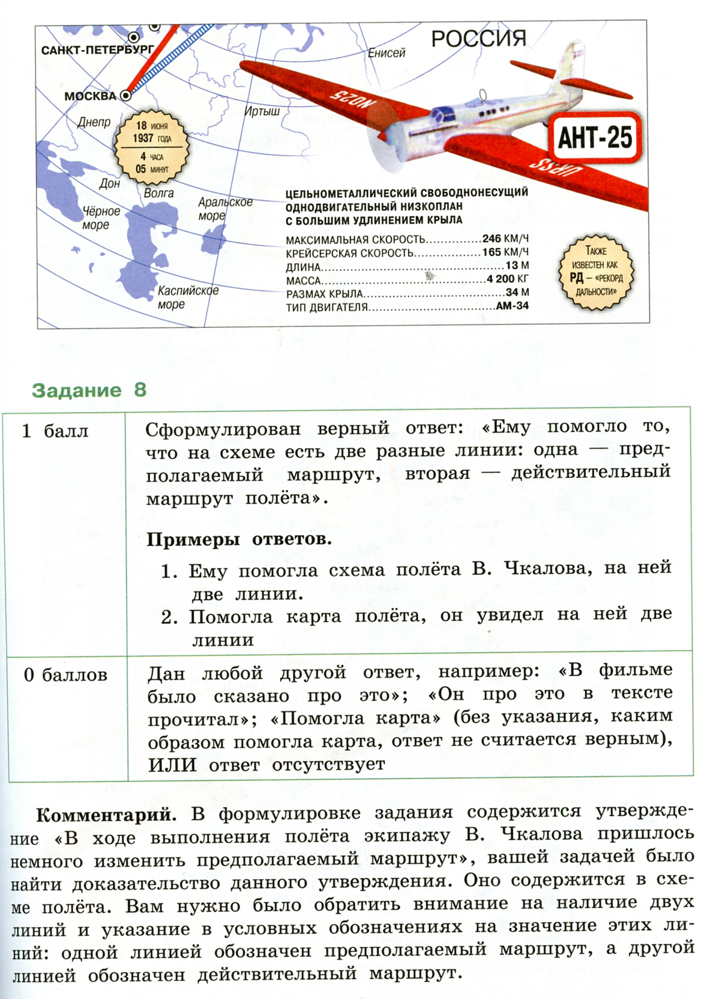 САНКТ-ПЕТЕРБУРГ
РОССИЯ
Енисей
МОСКВА
Иртыш
Днепр
N025
18 ИЮНЯ
1937 ГОДА
4 ЧАСА
05 МИНУТ
АНТ-25
URSS
Дон
Волга
Чёрное
море
Аральское
море
Каспийское
море
ЦЕЛЬНОМЕТАЛЛИЧЕСКИЙ СВОБОДНОНЕСУЩИЙ
ОДНОДВИГАТЕЛЬНЫЙ НИЗКОПЛАН
С БОЛЬШИМ УДЛИНЕНИЕМ КРЫЛА
МАКСИМАЛЬНАЯ СКОРОСТЬ..............246 КМ/Ч
КРЕЙСЕРСКАЯ СКОРОСТЬ.................165 КМ/Ч
ДЛИНА..............................................13 М
МАССА.........................................4 200 КГ
РАЗМАХ КРЫЛА...................................34 М
ТИП ДВИГАТЕЛЯ...............................АМ-34
ТАКЖЕ
ИЗВЕСТЕН КАК
РД – «РЕКОРД
ДАЛЬНОСТИ»
Задание 8
1 балл
Сформулирован верный ответ: «Ему помогло то,
что на схеме есть две разные линии: одна — пред-
полагаемый маршрут, вторая — действительный
маршрут полёта».
Примеры ответов.
1. Ему помогла схема полёта В. Чкалова, на ней
две линии.
2. Помогла карта полёта, он увидел на ней две
линии
0 баллов
Дан любой другой ответ, например: «В фильме
было сказано про это»; «Он про это в тексте
прочитал»; «Помогла карта» (без указания, каким
образом помогла карта, ответ не считается верным),
ИЛИ ответ отсутствует
Комментарий. В формулировке задания содержится утвержде-
ние «В ходе выполнения полёта экипажу В. Чкалова пришлось
немного изменить предполагаемый маршрут», вашей задачей было
найти доказательство данного утверждения. Оно содержится в схе-
ме полёта. Вам нужно было обратить внимание на наличие двух
линий и указание в условных обозначениях на значение этих ли-
ний: одной линией обозначен предполагаемый маршрут, а другой
линией обозначен действительный маршрут.